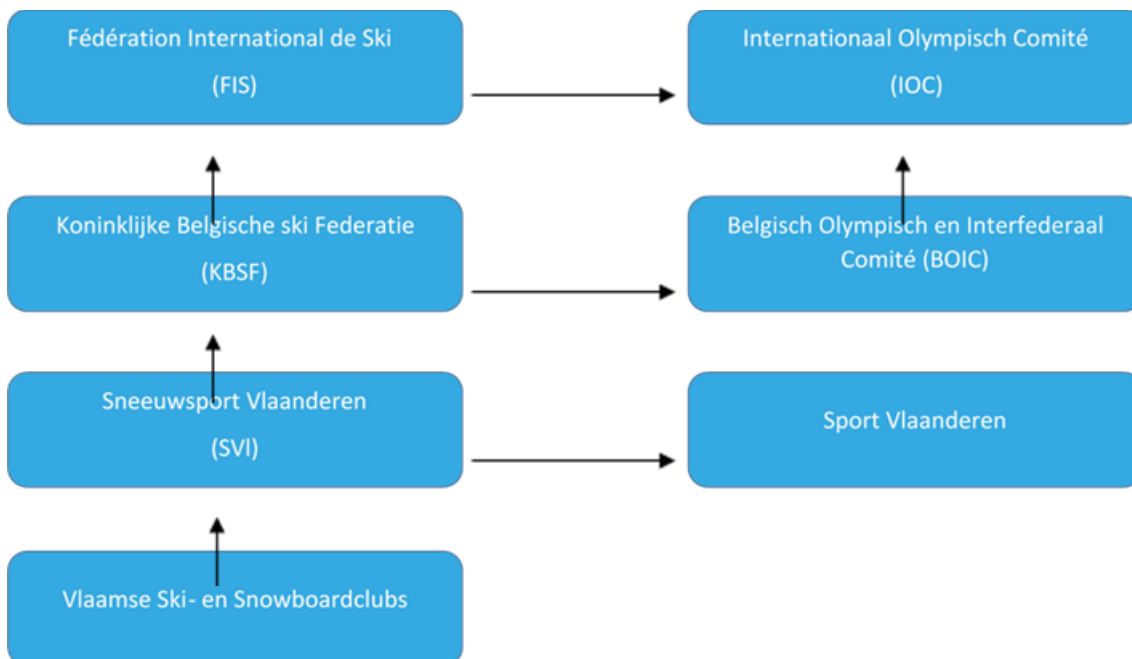 Fédération International de Ski
(FIS)
Internationaal Olympisch Comité
(IOC)
Koninklijke Belgische ski Federatie
(KBSF)
Belgisch Olympisch en Interfederaal
Comité (BOIC)
Sneeuwsport Vlaanderen
(SVl)
Sport Vlaanderen
Vlaamse Ski- en Snowboardclubs